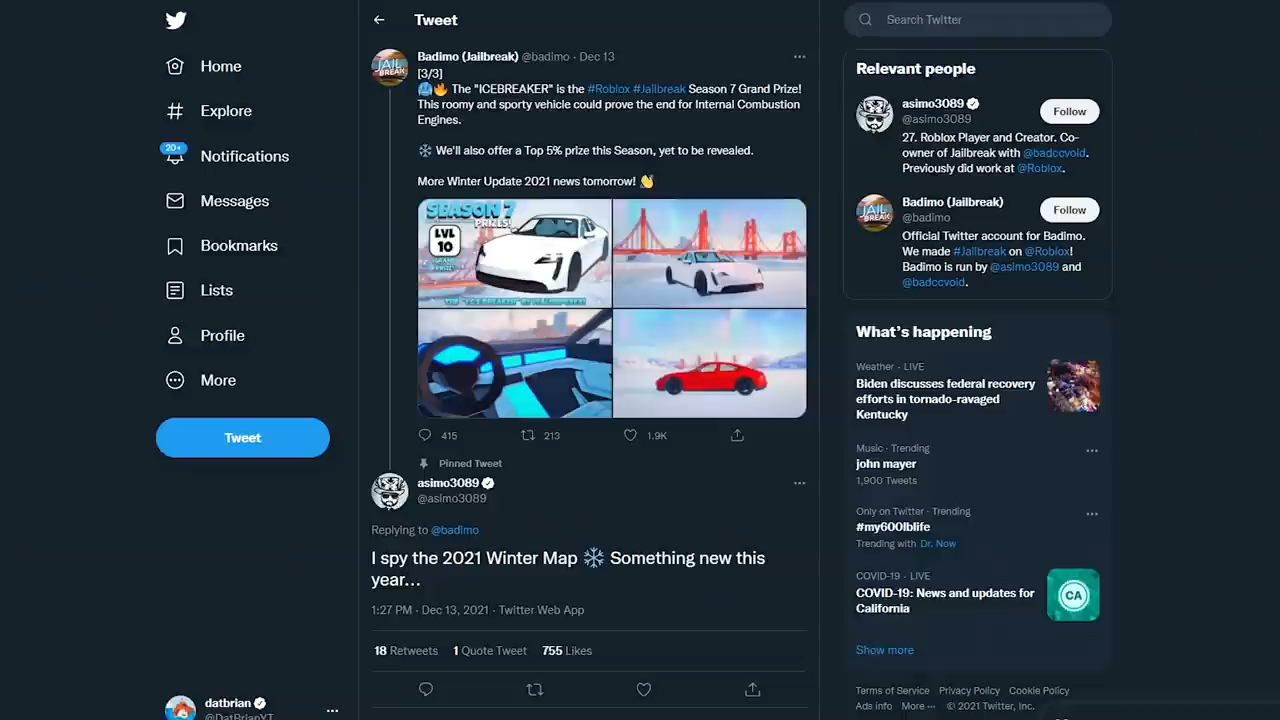 Home
Explore
20+
Notifications
Messages
Bookmarks
Lists
Profile
More
Tweet
datbrian
@DatBrianYT
Tweet
Badimo (Jailbreak) @badimo · Dec 13
[3/3]
🥶🔥 The "ICEBREAKER" is the #Roblox #Jailbreak Season 7 Grand Prize!
This roomy and sporty vehicle could prove the end for Internal Combustion
Engines.
❄️ We'll also offer a Top 5% prize this Season, yet to be revealed.
More Winter Update 2021 news tomorrow! 👋
SEASON 7
PRIZES!
LVL
10
GRAND
PRIZE!
415
213
1.9K
Pinned Tweet
asimo3089
@asimo3089
Replying to @badimo
I spy the 2021 Winter Map ❄️ Something new this
year...
1:27 PM · Dec 13, 2021 · Twitter Web App
18 Retweets
1 Quote Tweet
755 Likes
Search Twitter
Relevant people
asimo3089
@asimo3089
Follow
27. Roblox Player and Creator. Co-
owner of Jailbreak with @badccvoid.
Previously did work at @Roblox.
Badimo (Jailbreak)
@badimo
Follow
Official Twitter account for Badimo.
We made #Jailbreak on @Roblox!
Badimo is run by @asimo3089 and
@badccvoid.
What's happening
Weather · LIVE
Biden discusses federal recovery
efforts in tornado-ravaged
Kentucky
Music · Trending
john mayer
1,900 Tweets
Only on Twitter · Trending
#my600lblife
Trending with Dr. Now
COVID-19 · LIVE
COVID-19: News and updates for
California
CA
Show more
Terms of Service Privacy Policy Cookie Policy
Ads info More ··· © 2021 Twitter, Inc.